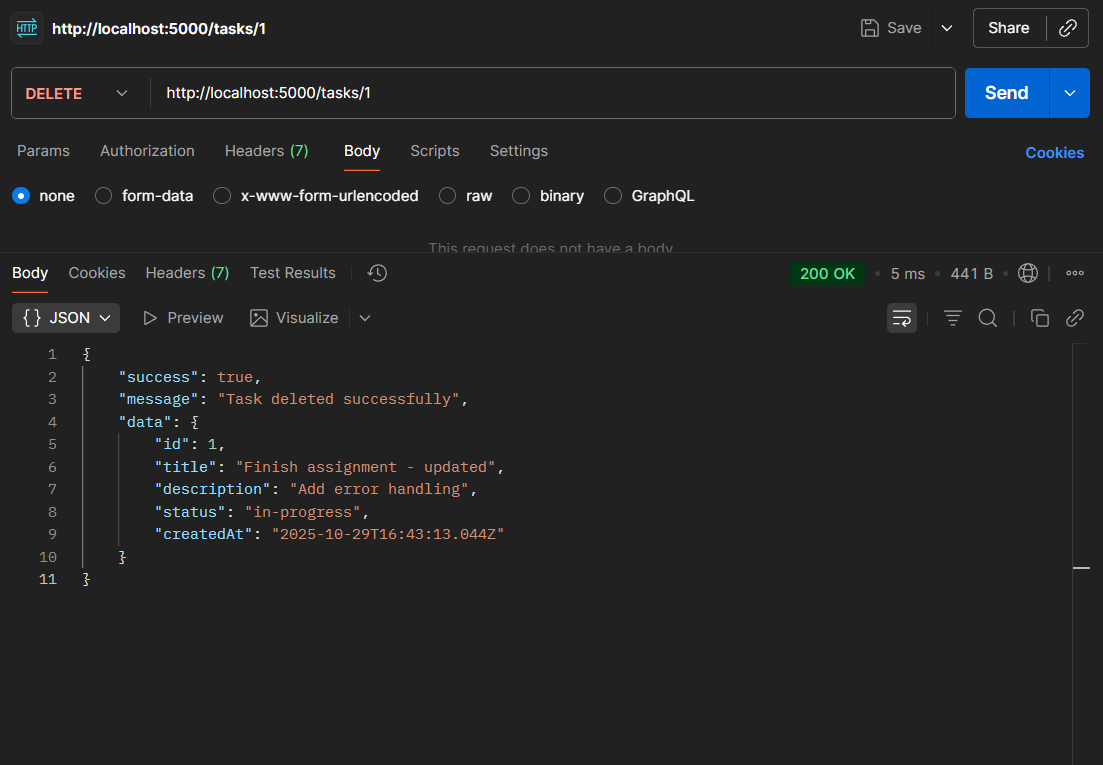 HTTP http://localhost:5000/tasks/1 Save Share
DELETE http://localhost:5000/tasks/1 Send
Params Authorization Headers (7) Body Scripts Settings Cookies
none form-data x-www-form-urlencoded raw binary GraphQL
This request does not have a body
Body Cookies Headers (7) Test Results 200 OK • 5 ms • 441 B •
{ } JSON Preview Visualize
1 {
2 "success": true,
3 "message": "Task deleted successfully",
4 "data": {
5 "id": 1,
6 "title": "Finish assignment - updated",
7 "description": "Add error handling",
8 "status": "in-progress",
9 "createdAt": "2025-10-29T16:43:13.044Z"
10 }
11 }